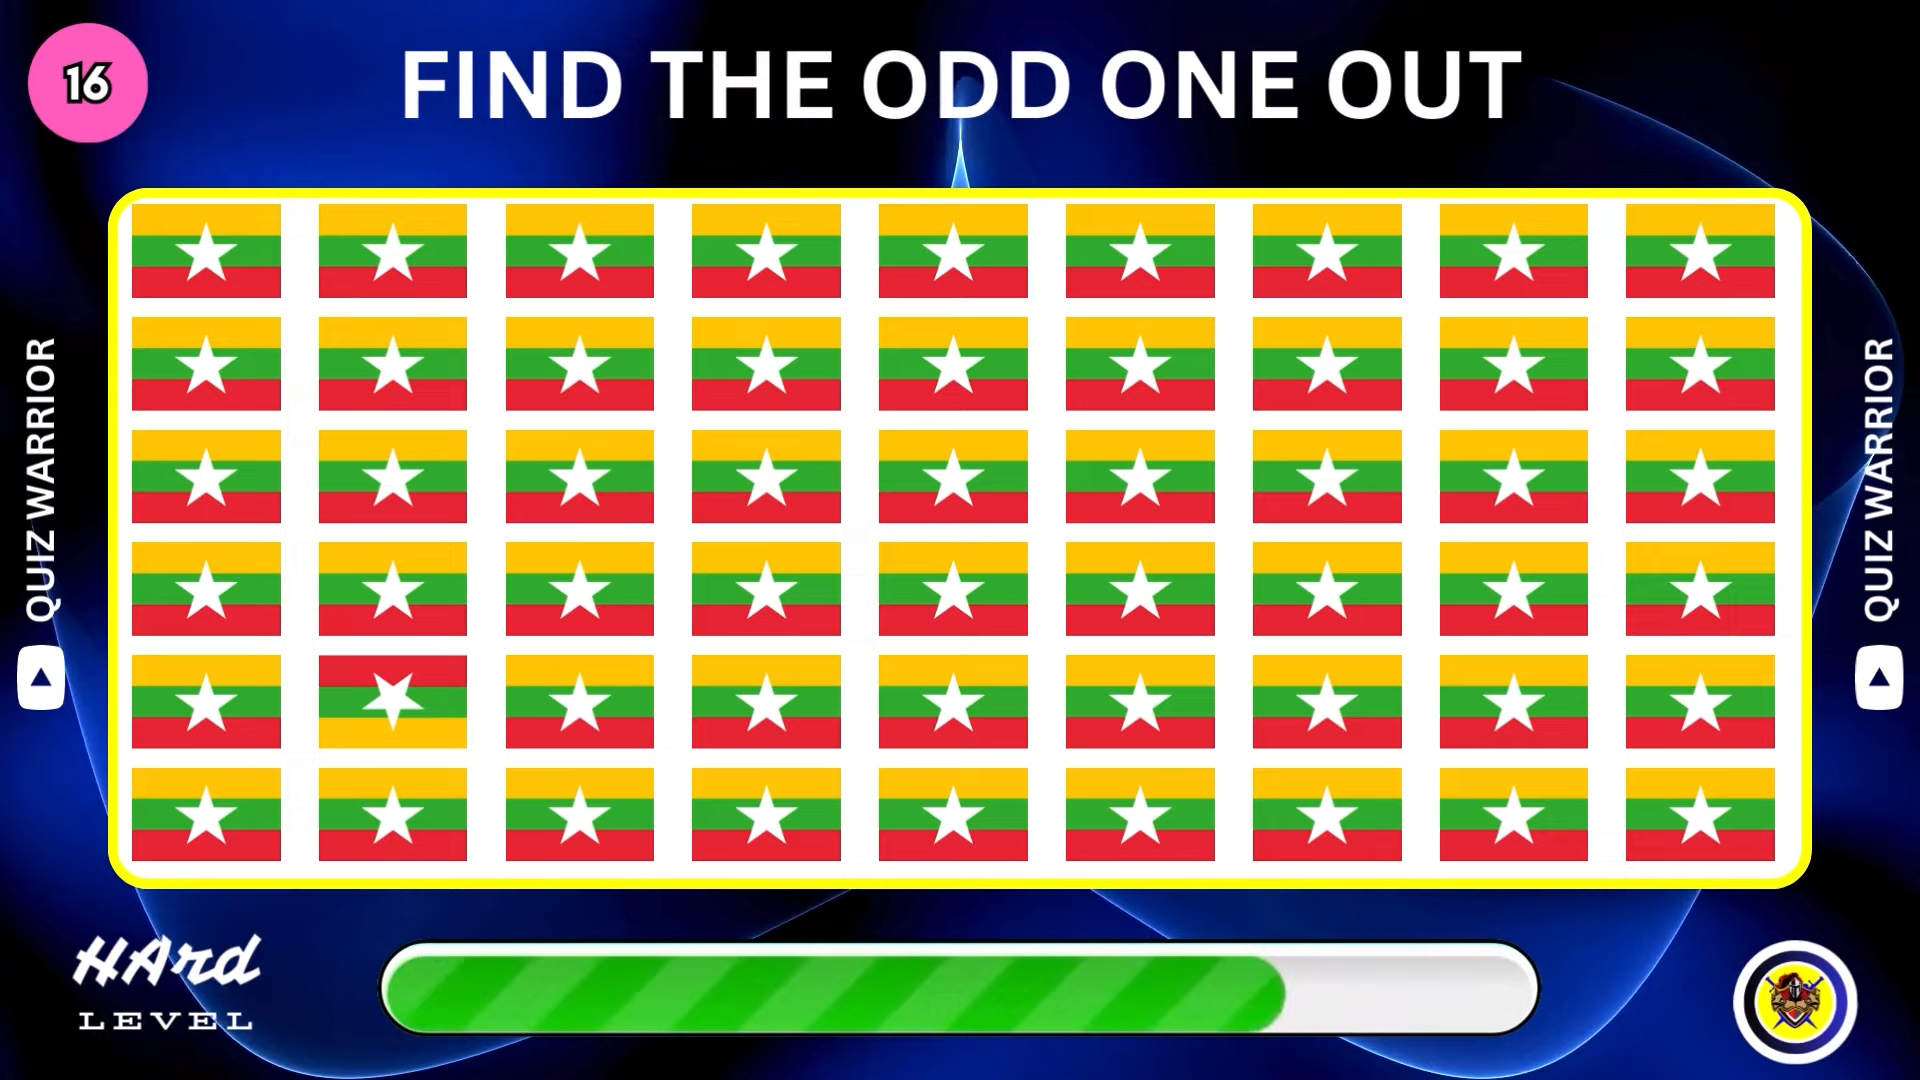 16
FIND THE ODD ONE OUT
QUIZ WARRIOR
QUIZ WARRIOR
HArd
LEVEL